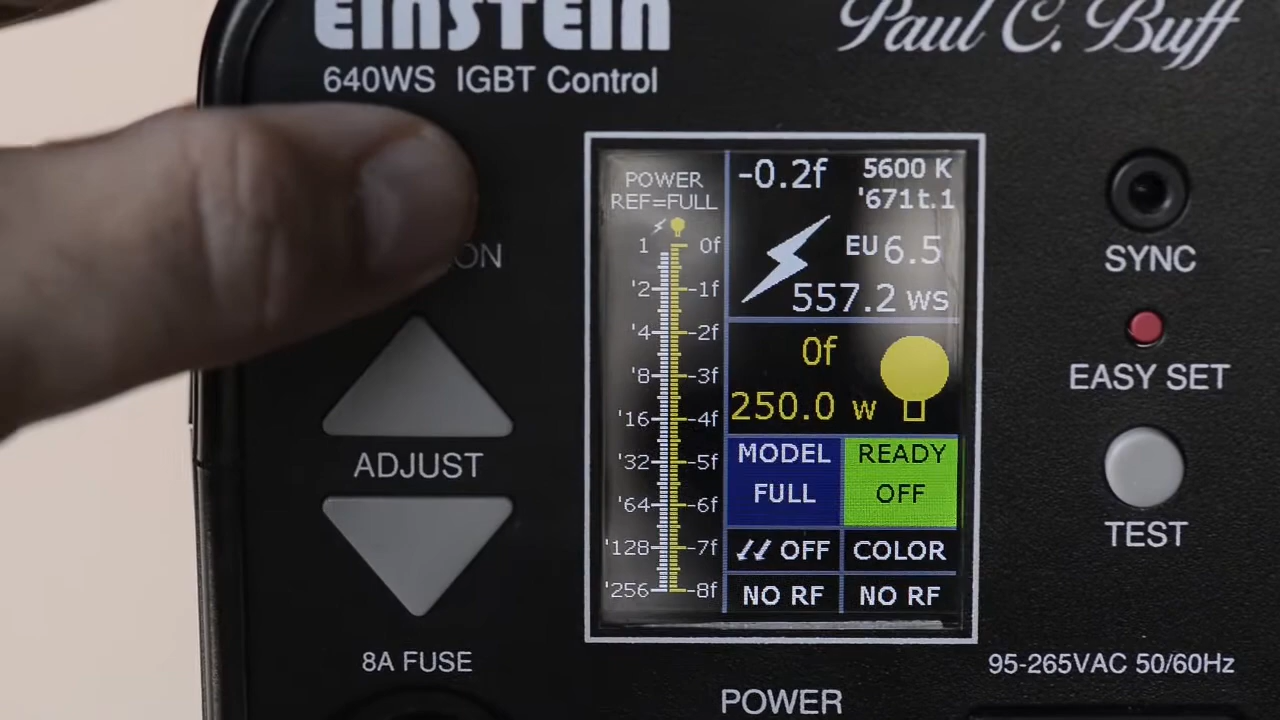 EINSTEIN
Paul C. Buff
640WS IGBT Control
ON
ADJUST
8A FUSE
POWER
REF=FULL
1 0f
'2 -1f
'4 -2f
'8 -3f
'16 -4f
'32 -5f
'64 -6f
'128 -7f
'256 -8f
-0.2f
5600 K
'671t.1
EU 6.5
557.2 ws
0f
250.0 w
MODEL
FULL
READY
OFF
OFF
COLOR
NO RF
NO RF
SYNC
EASY SET
TEST
95-265VAC 50/60Hz
POWER